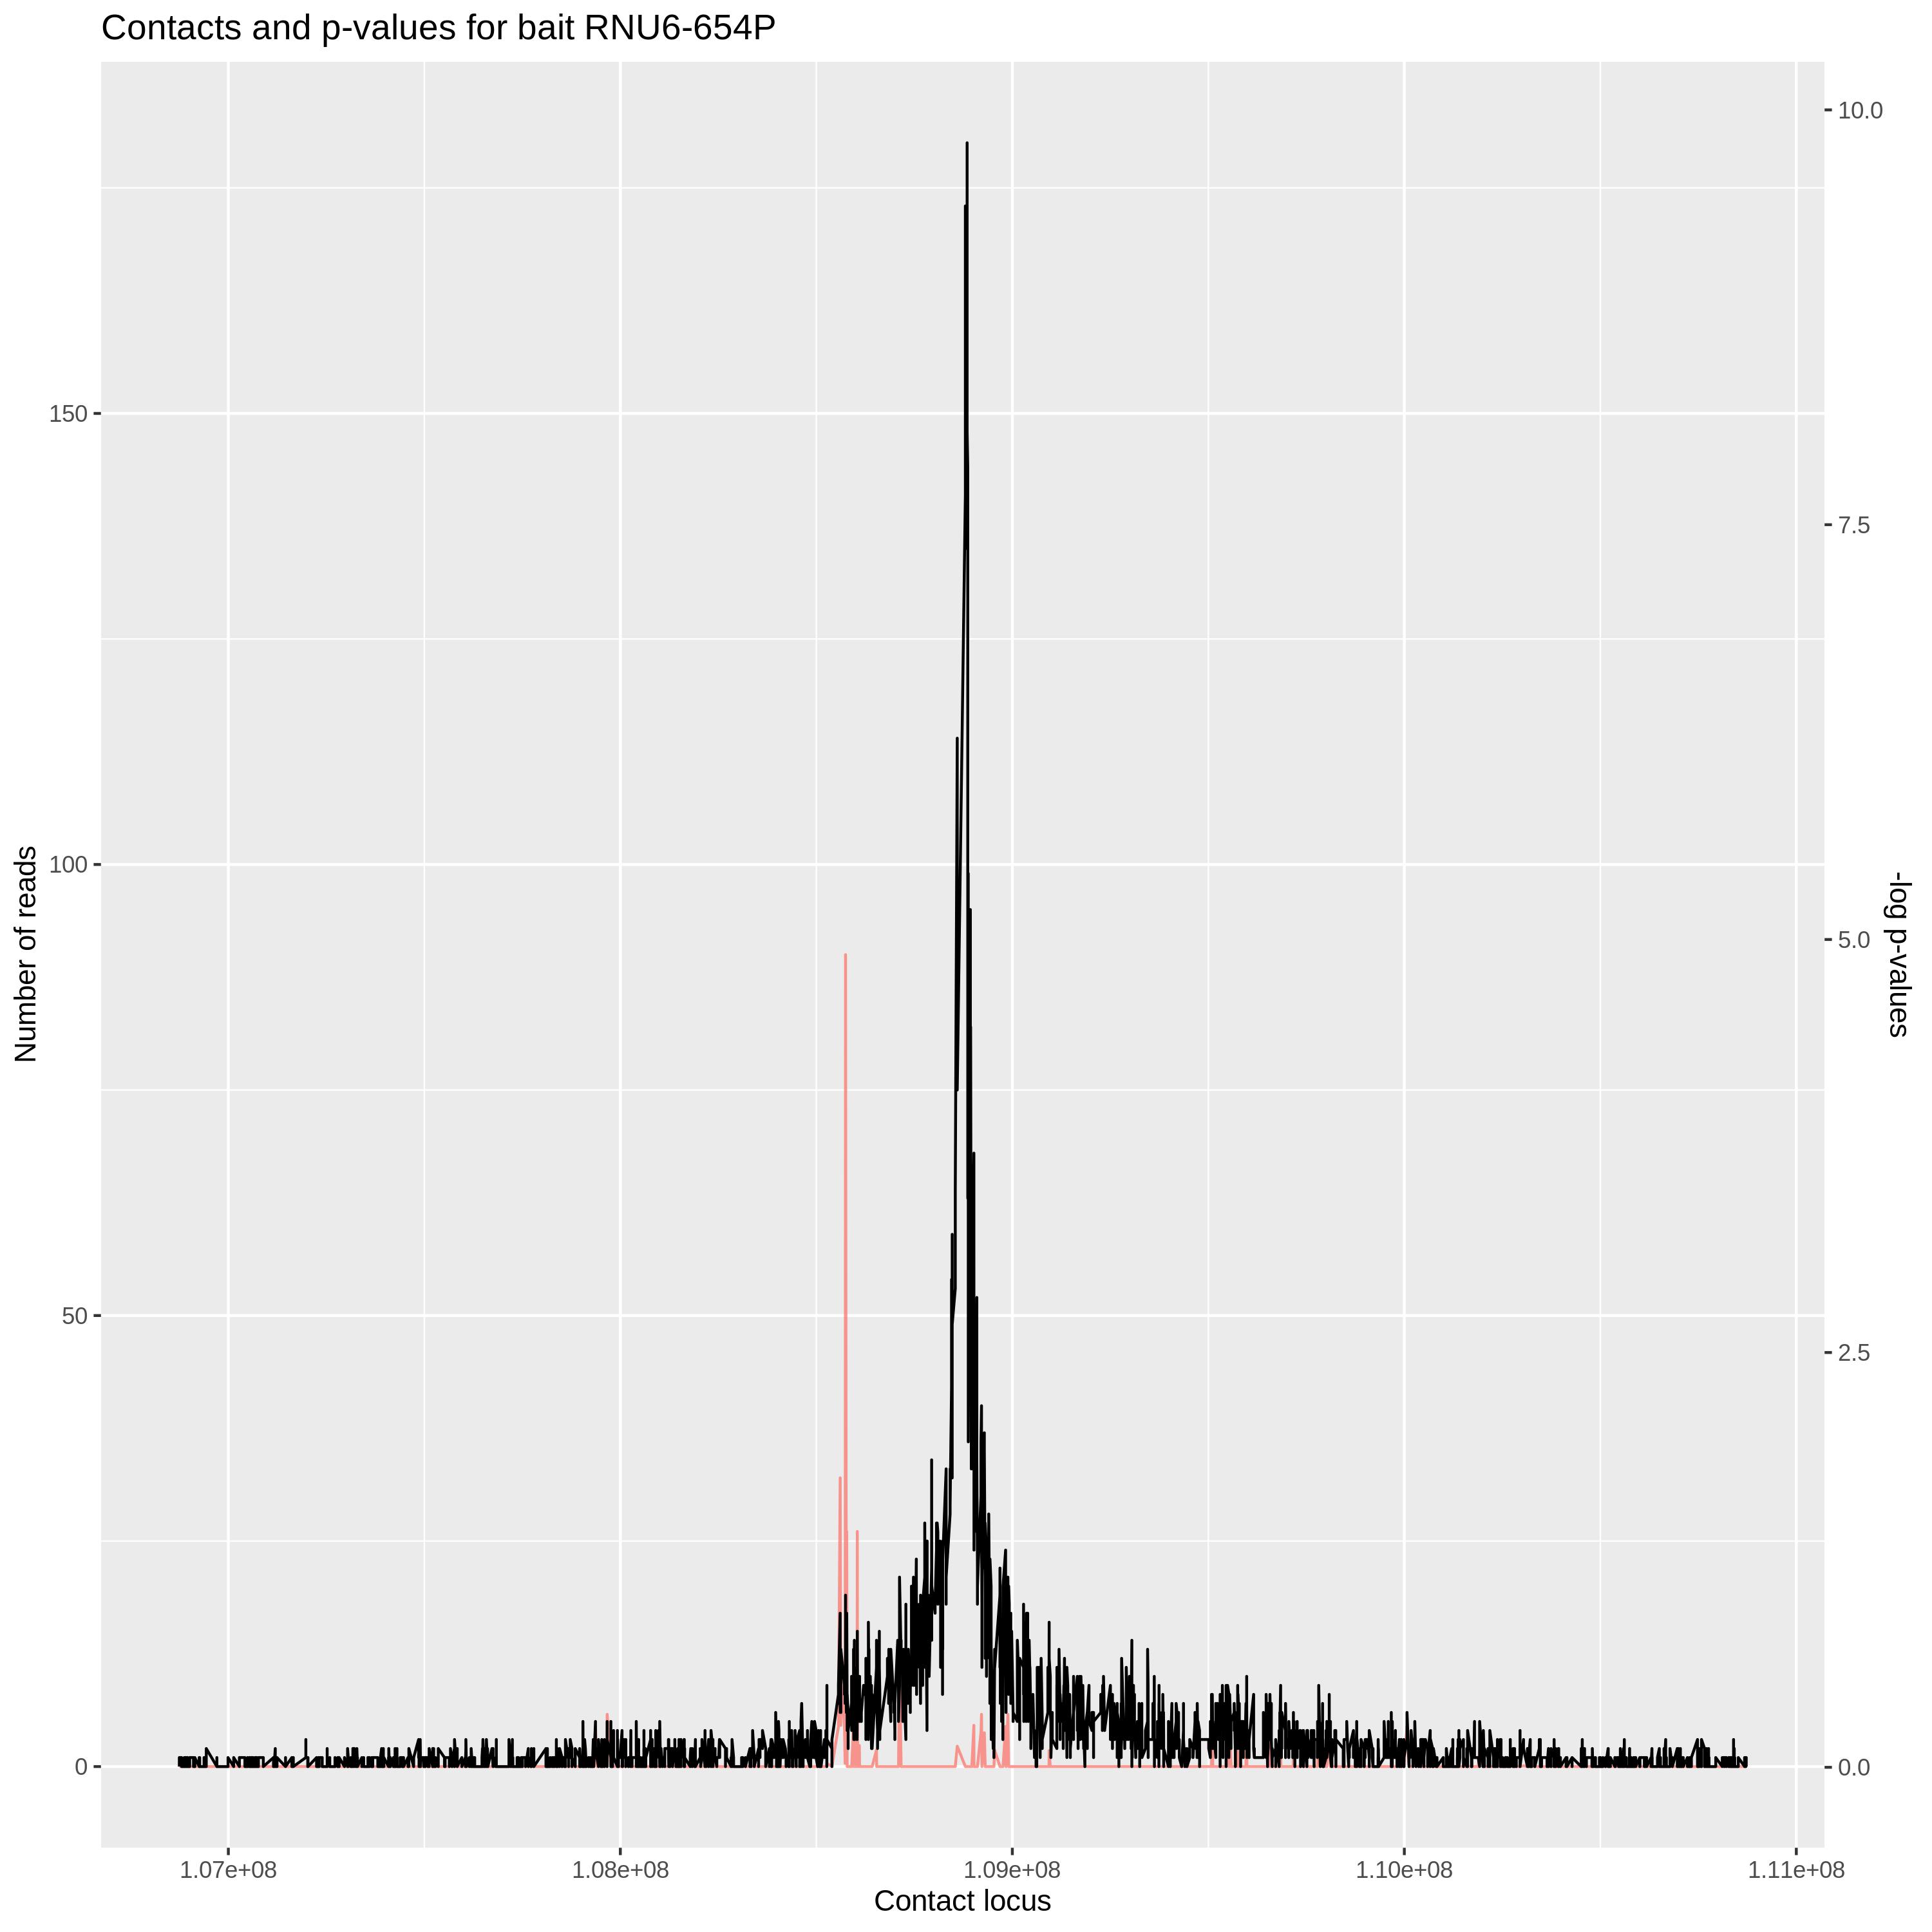 Contacts and p-values for bait RNU6-654P
10.0
150
7.5
Number of reads
100
5.0
-log p-values
50
2.5
0
0.0
1.07e+08
1.08e+08
1.09e+08
1.10e+08
1.11e+08
Contact locus